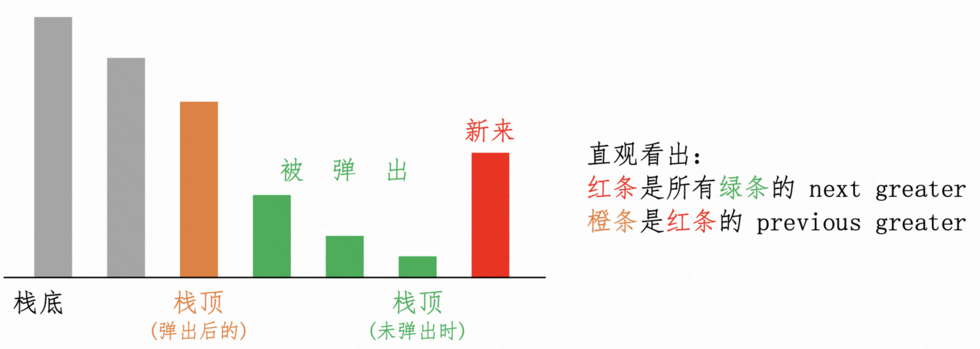 新来
被 弹 出
直观看出：
红条是所有绿条的 next greater
橙条是红条的 previous greater
栈底
栈顶
(弹出后的)
栈顶
(未弹出时)